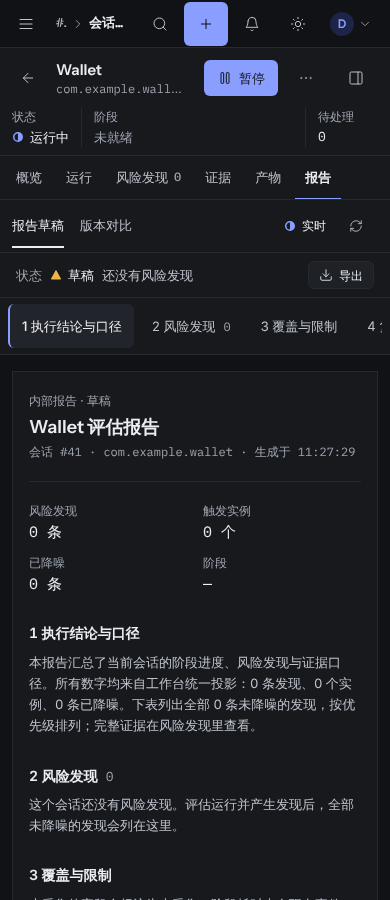 #. 会话...
D
Wallet
com.example.wall...
暂停
状态
运行中
阶段
未就绪
待处理
0
概览 运行 风险发现 0 证据 产物 报告
报告草稿 版本对比 实时
状态 草稿 还没有风险发现 导出
1 执行结论与口径 2 风险发现 0 3 覆盖与限制 4
内部报告 · 草稿
Wallet 评估报告
会话 #41 · com.example.wallet · 生成于 11:27:29
风险发现
0 条
触发实例
0 个
已降噪
0 条
阶段
—
1 执行结论与口径
本报告汇总了当前会话的阶段进度、风险发现与证据口
径。所有数字均来自工作台统一投影：0 条发现、0 个实
例、0 条已降噪。下表列出全部 0 条未降噪的发现，按优
先级排列；完整证据在风险发现里查看。
2 风险发现 0
这个会话还没有风险发现。评估运行并产生发现后，全部
未降噪的发现会列在这里。
3 覆盖与限制